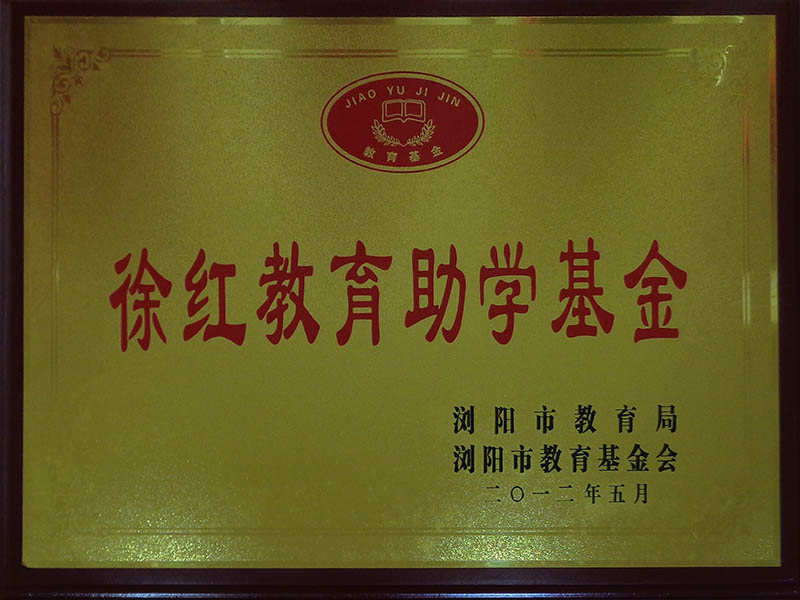 JIAO YU JI JIN
教育基金
徐红教育助学基金
浏阳市教育局
浏阳市教育基金会
二〇一二年五月